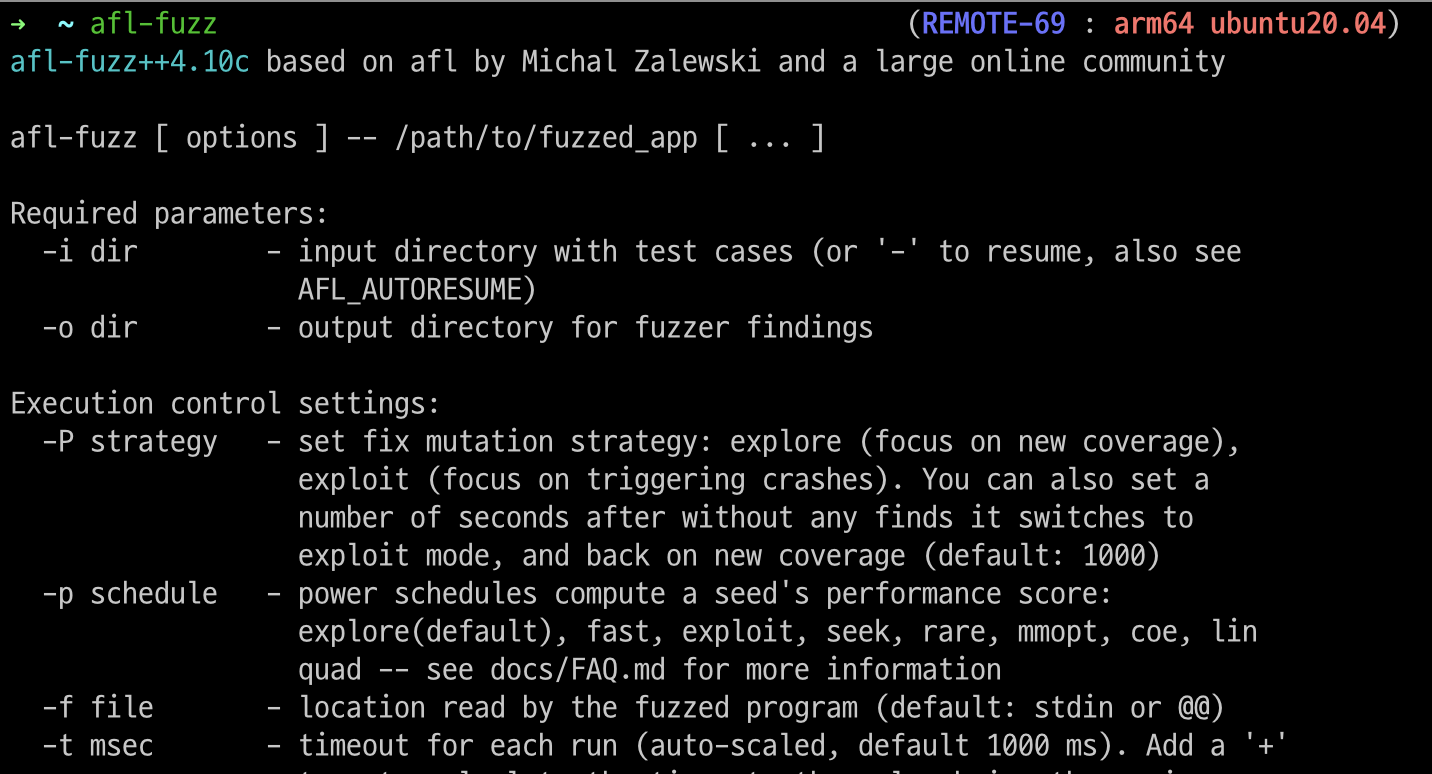 → ~ afl-fuzz (REMOTE-69 : arm64 ubuntu20.04)
afl-fuzz++4.10c based on afl by Michal Zalewski and a large online community
afl-fuzz [ options ] -- /path/to/fuzzed_app [ ... ]
Required parameters:
-i dir - input directory with test cases (or '-' to resume, also see
AFL_AUTORESUME)
-o dir - output directory for fuzzer findings
Execution control settings:
-P strategy - set fix mutation strategy: explore (focus on new coverage),
exploit (focus on triggering crashes). You can also set a
number of seconds after without any finds it switches to
exploit mode, and back on new coverage (default: 1000)
-p schedule - power schedules compute a seed's performance score:
explore(default), fast, exploit, seek, rare, mmopt, coe, lin
quad -- see docs/FAQ.md for more information
-f file - location read by the fuzzed program (default: stdin or @@)
-t msec - timeout for each run (auto-scaled, default 1000 ms). Add a '+'